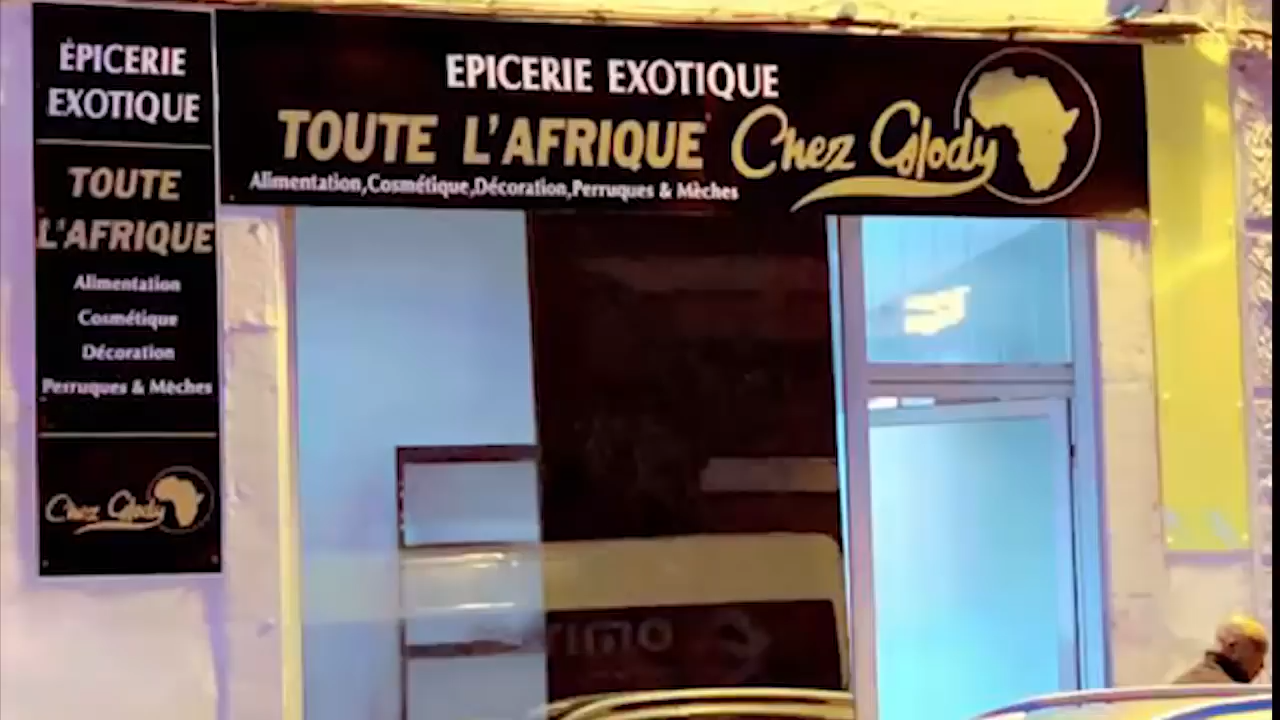 ÉPICERIE
EXOTIQUE
TOUTE
L'AFRIQUE
Alimentation
Cosmétique
Décoration
Perruques & Mèches
Chez Glody
EPICERIE EXOTIQUE
TOUTE L'AFRIQUE Chez Glody
Alimentation,Cosmétique,Décoration,Perruques & Mèches